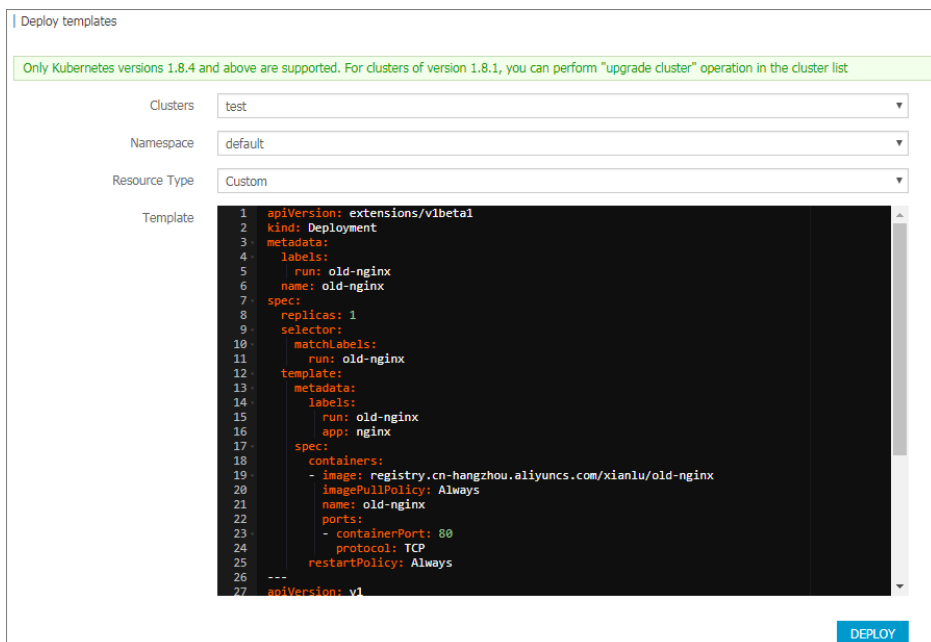 Deploy templates
Only Kubernetes versions 1.8.4 and above are supported. For clusters of version 1.8.1, you can perform "upgrade cluster" operation in the cluster list
Clusters test
Namespace default
Resource Type Custom
Template
1 apiVersion: extensions/v1beta1
2 kind: Deployment
3 metadata:
4   labels:
5     run: old-nginx
6   name: old-nginx
7 spec:
8   replicas: 1
9   selector:
10     matchLabels:
11       run: old-nginx
12   template:
13     metadata:
14       labels:
15         run: old-nginx
16         app: nginx
17     spec:
18       containers:
19       - image: registry.cn-hangzhou.aliyuncs.com/xianlu/old-nginx
20         imagePullPolicy: Always
21         name: old-nginx
22         ports:
23         - containerPort: 80
24           protocol: TCP
25       restartPolicy: Always
26 ---
27 apiVersion: v1
DEPLOY